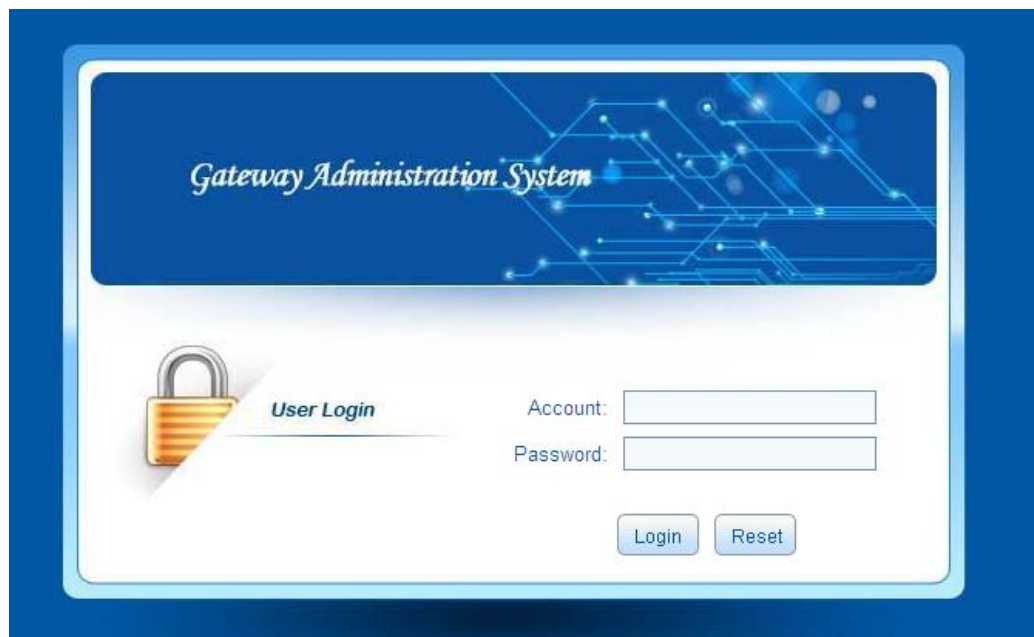 Gateway Administration System
User Login
Account:
Password:
Login Reset